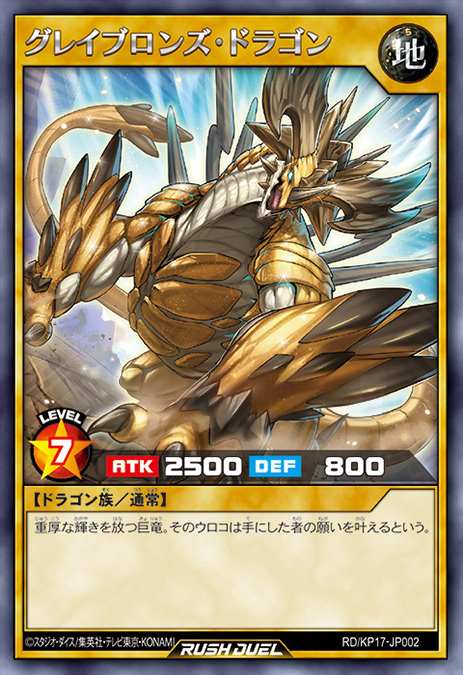 グレイブロンズ・ドラゴン
地
LEVEL
7
ATK 2500 DEF 800
【ドラゴン族／通常】
重厚な輝きを放つ巨竜。そのウロコは手にした者の願いを叶えるという。
©スタジオ・ダイス/集英社・テレビ東京・KONAMI
RUSH DUEL
RD/KP17-JP002